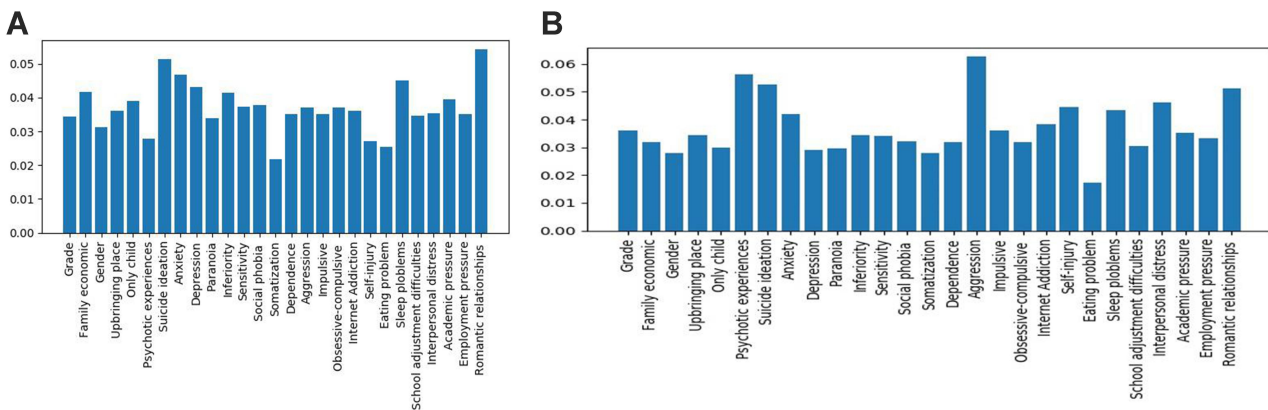 A
0.05
0.04
0.03
0.02
0.01
0.00
Grade
Family economic
Gender
Upbringing place
Only child
Psychotic experiences
Suicide ideation
Anxiety
Depression
Paranoia
Inferiority
Sensitivity
Social phobia
Somatization
Dependence
Aggression
Impulsive
Obsessive-compulsive
Internet Addiction
Self-injury
Eating problem
Sleep ploblems
School adjustment difficulties
Interpersonal distress
Academic pressure
Employment pressure
Romantic relationships
B
0.06
0.05
0.04
0.03
0.02
0.01
0.00
Grade
Family economic
Gender
Upbringing place
Only child
Psychotic experiences
Suicide ideation
Anxiety
Depression
Paranoia
Inferiority
Sensitivity
Social phobia
Somatization
Dependence
Aggression
Impulsive
Obsessive-compulsive
Internet Addiction
Self-injury
Eating problem
Sleep ploblems
School adjustment difficulties
Interpersonal distress
Academic pressure
Employment pressure
Romantic relationships